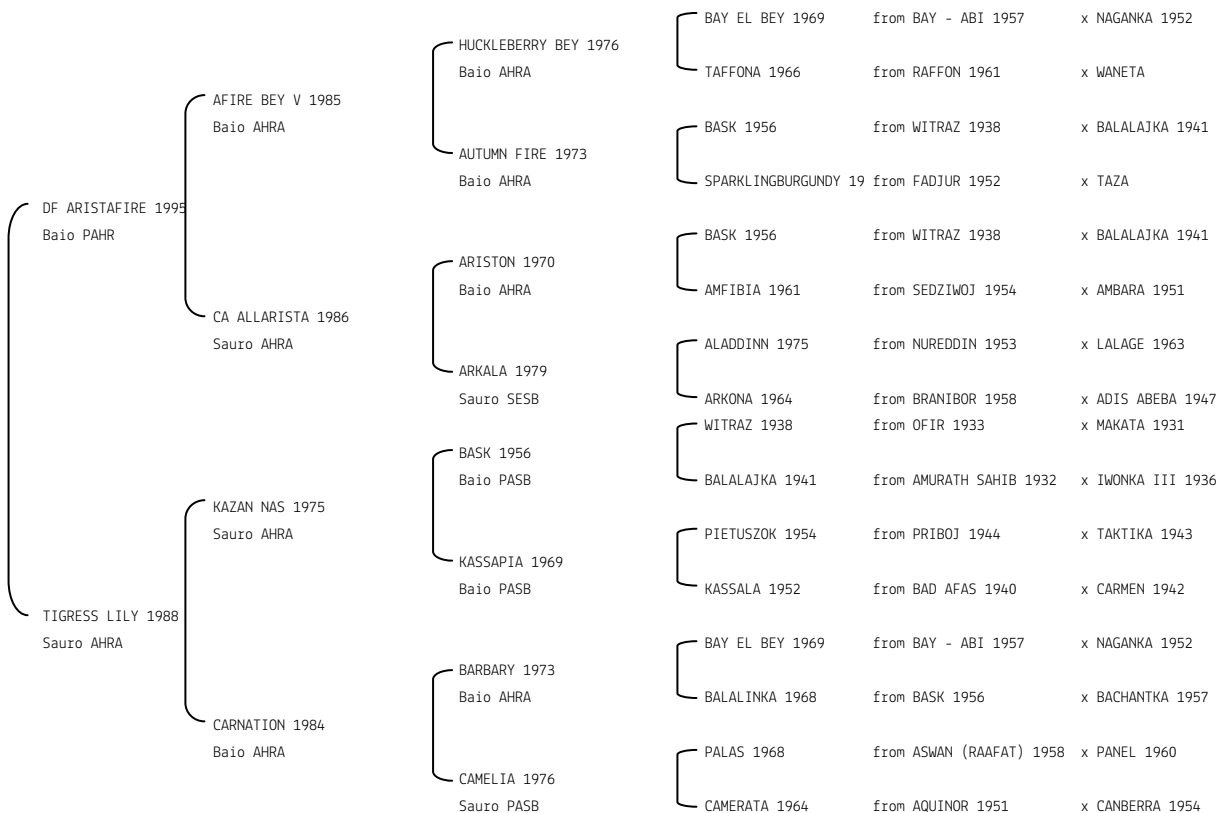 BAY EL BEY 1969 from BAY - ABI 1957 x NAGANKA 1952
HUCKLEBERRY BEY 1976
Baio AHRA
TAFFONA 1966 from RAFFON 1961 x WANETA
AFIRE BEY V 1985
Baio AHRA
BASK 1956 from WITRAZ 1938 x BALALAJKA 1941
AUTUMN FIRE 1973
Baio AHRA
SPARKLINGBURGUNDY 19 from FADJUR 1952 x TAZA
DF ARISTAFIRE 1995
Baio PAHR
BASK 1956 from WITRAZ 1938 x BALALAJKA 1941
ARISTON 1970
Baio AHRA
AMFIBIA 1961 from SEDZIWOJ 1954 x AMBARA 1951
CA ALLARISTA 1986
Sauro AHRA
ALADDINN 1975 from NUREDDIN 1953 x LALAGE 1963
ARKALA 1979
Sauro SESB
ARKONA 1964 from BRANIBOR 1958 x ADIS ABEBA 1947
WITRAZ 1938 from OFIR 1933 x MAKATA 1931
BASK 1956
Baio PASB
BALALAJKA 1941 from AMURATH SAHIB 1932 x IWONKA III 1936
KAZAN NAS 1975
Sauro AHRA
PIETUSZOK 1954 from PRIBOJ 1944 x TAKTIKA 1943
KASSAPIA 1969
Baio PASB
KASSALA 1952 from BAD AFAS 1940 x CARMEN 1942
TIGRESS LILY 1988
Sauro AHRA
BAY EL BEY 1969 from BAY - ABI 1957 x NAGANKA 1952
BARBARY 1973
Baio AHRA
BALALINKA 1968 from BASK 1956 x BACHANTKA 1957
CARNATION 1984
Baio AHRA
PALAS 1968 from ASWAN (RAAFAT) 1958 x PANEL 1960
CAMELIA 1976
Sauro PASB
CAMERATA 1964 from AQUINOR 1951 x CANBERRA 1954